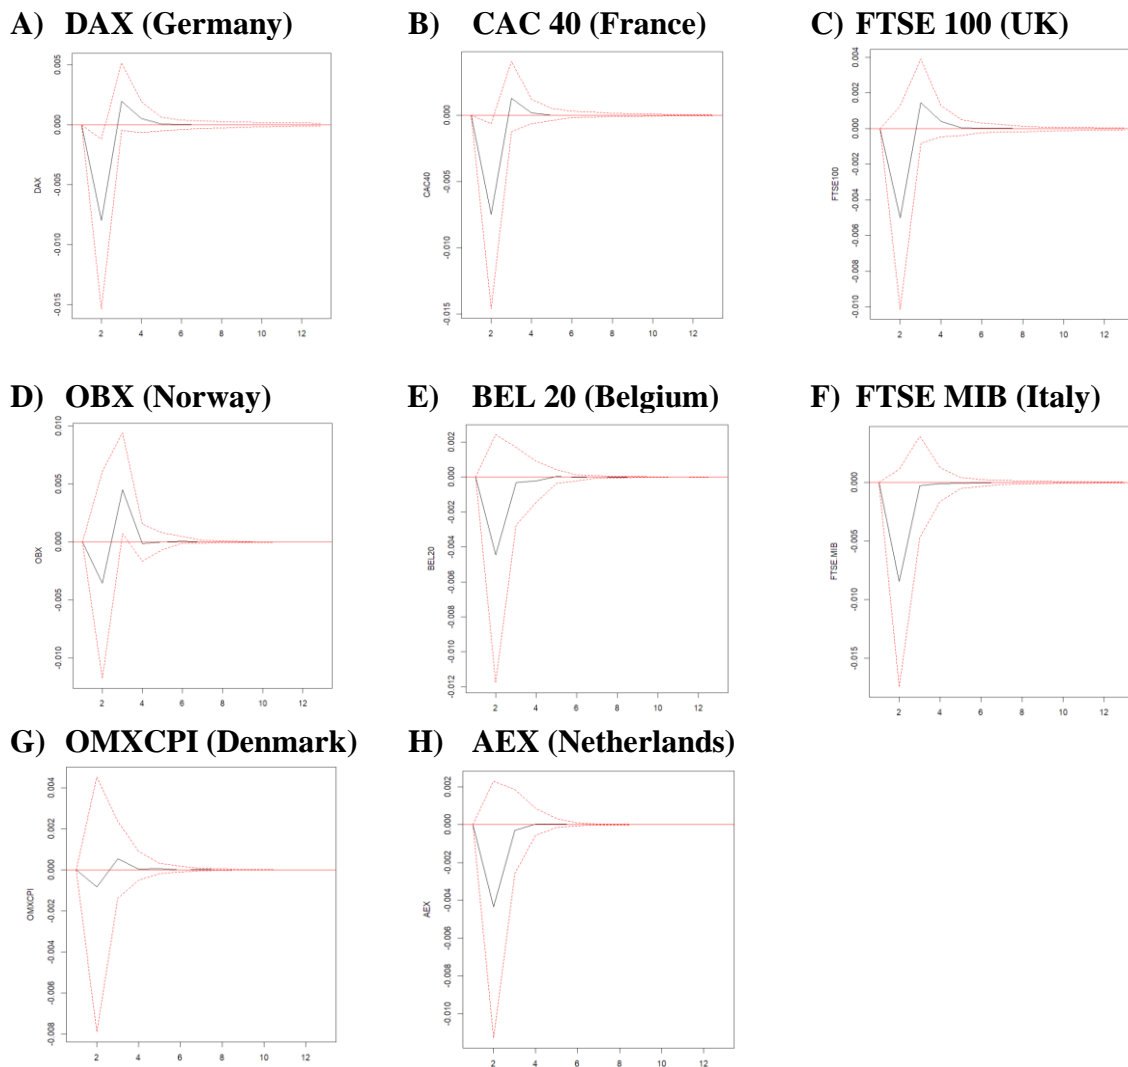 A) DAX (Germany)
B) CAC 40 (France)
C) FTSE 100 (UK)
0.005
0.000
-0.005
-0.010
-0.015
DAX
2 4 6 8 10 12
0.000
-0.005
-0.010
-0.015
CAC40
2 4 6 8 10 12
0.004
0.002
0.000
-0.002
-0.004
-0.006
-0.008
-0.010
FTSE100
2 4 6 8 10 12
D) OBX (Norway)
E) BEL 20 (Belgium)
F) FTSE MIB (Italy)
0.010
0.005
0.000
-0.005
-0.010
OBX
2 4 6 8 10 12
0.002
0.000
-0.002
-0.004
-0.006
-0.008
-0.010
-0.012
BEL20
2 4 6 8 10 12
0.000
-0.005
-0.010
-0.015
FTSE.MIB
2 4 6 8 10 12
G) OMXCPI (Denmark)
H) AEX (Netherlands)
0.004
0.002
0.000
-0.002
-0.004
-0.006
-0.008
OMXCPI
2 4 6 8 10 12
0.002
0.000
-0.002
-0.004
-0.006
-0.008
-0.010
AEX
2 4 6 8 10 12